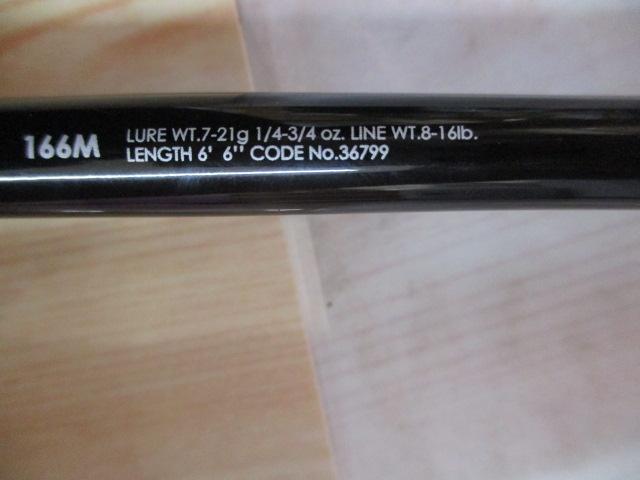 166M
LURE WT.7-21g 1/4-3/4 oz. LINE WT.8-16lb.
LENGTH 6' 6" CODE No.36799